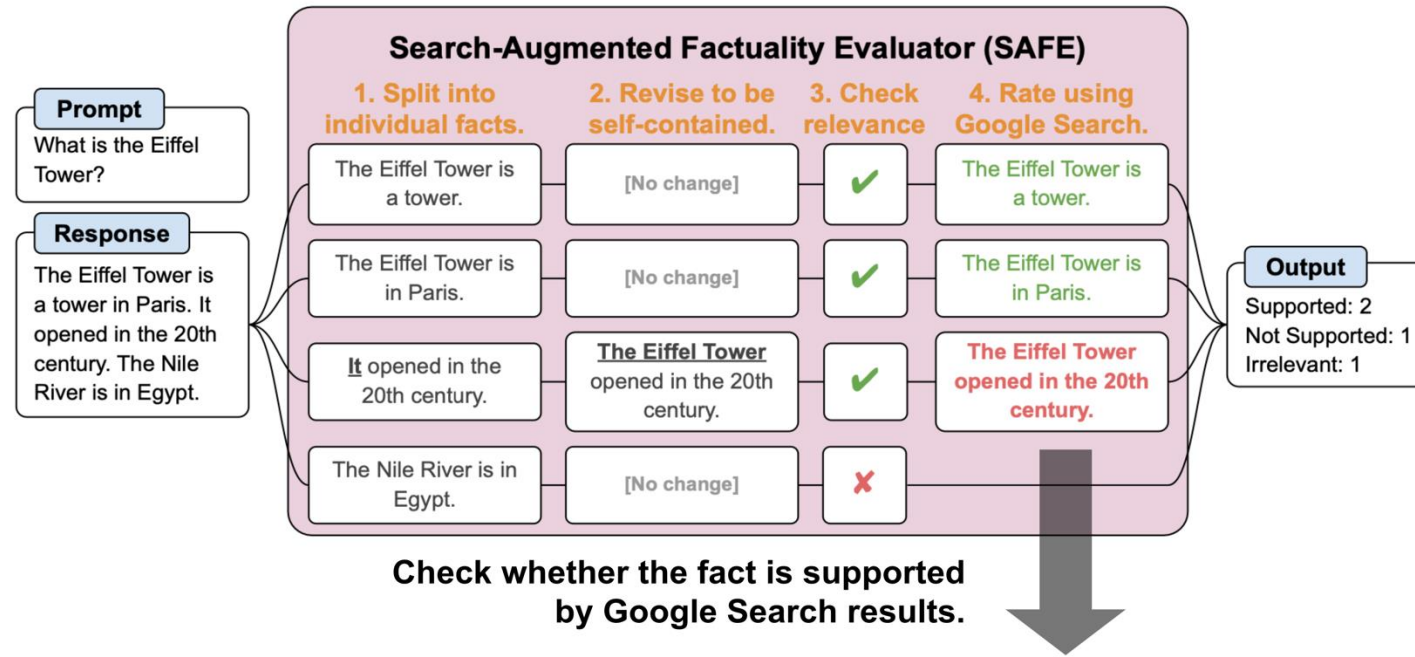 Search-Augmented Factuality Evaluator (SAFE)
Prompt
What is the Eiffel
Tower?
Response
The Eiffel Tower is
a tower in Paris. It
opened in the 20th
century. The Nile
River is in Egypt.
1. Split into
individual facts.
2. Revise to be
self-contained.
3. Check
relevance
4. Rate using
Google Search.
The Eiffel Tower is
a tower.
[No change]
✔
The Eiffel Tower is
a tower.
The Eiffel Tower is
in Paris.
[No change]
✔
The Eiffel Tower is
in Paris.
It opened in the
20th century.
The Eiffel Tower
opened in the 20th
century.
✔
The Eiffel Tower
opened in the 20th
century.
The Nile River is in
Egypt.
[No change]
✘
Output
Supported: 2
Not Supported: 1
Irrelevant: 1
Check whether the fact is supported
by Google Search results.